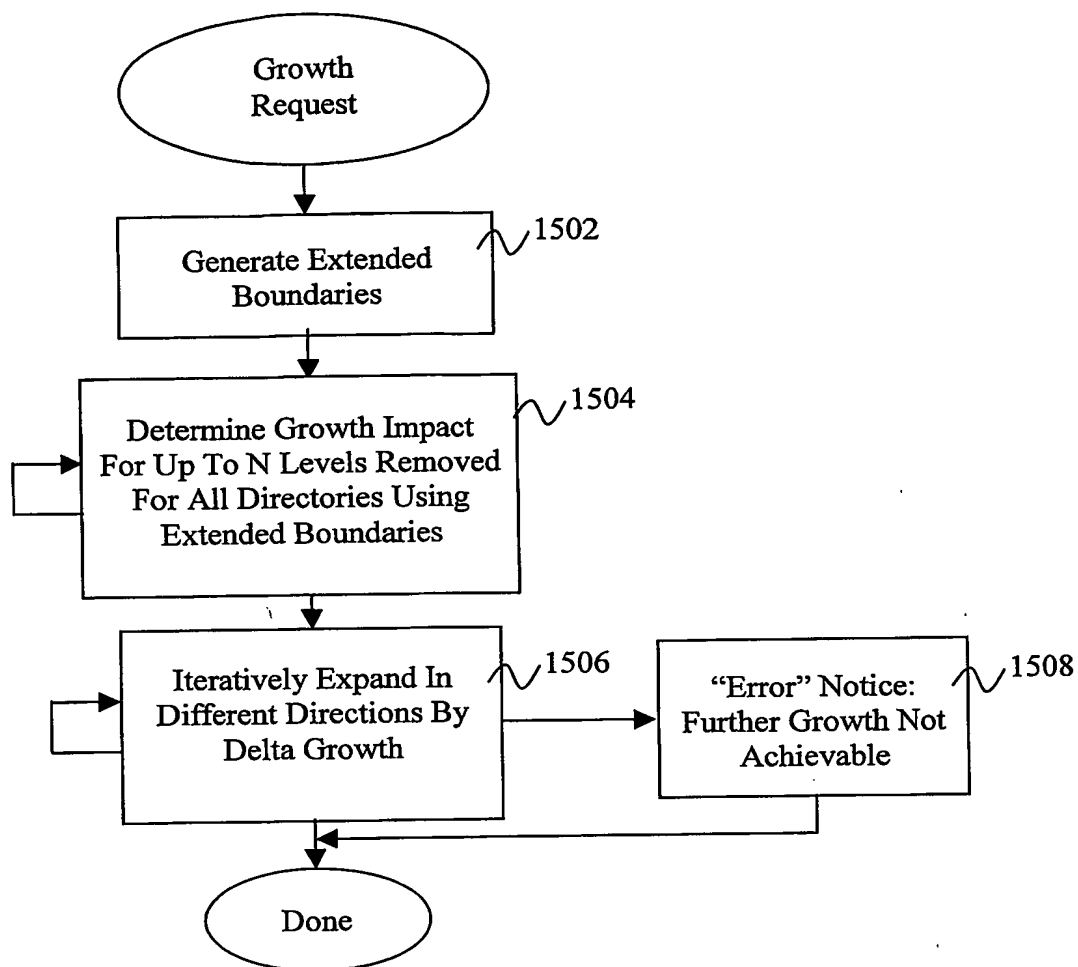 Growth
Request
1502
Generate Extended
Boundaries
1504
Determine Growth Impact
For Up To N Levels Removed
For All Directories Using
Extended Boundaries
1506
Iteratively Expand In
Different Directions By
Delta Growth
1508
“Error” Notice:
Further Growth Not
Achievable
Done